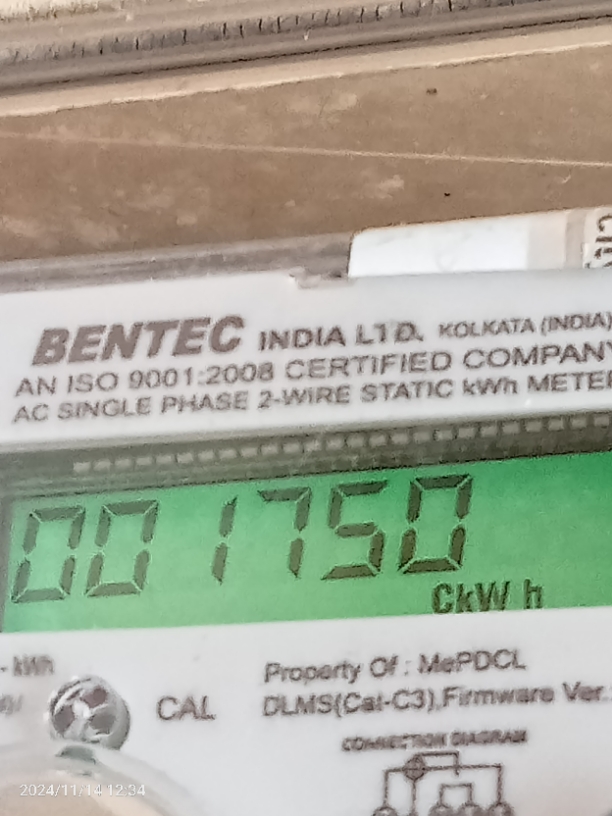 BENTEC INDIA LTD. KOLKATA (INDIA)
AN ISO 9001:2008 CERTIFIED COMPANY
AC SINGLE PHASE 2-WIRE STATIC kWh METER
001750
CkW h
- kWh
CAL
Property Of : MePDCL
DLMS(Cat-C3),Firmware Ver.
CONNECTION DIAGRAM
2024/11/14 12:34